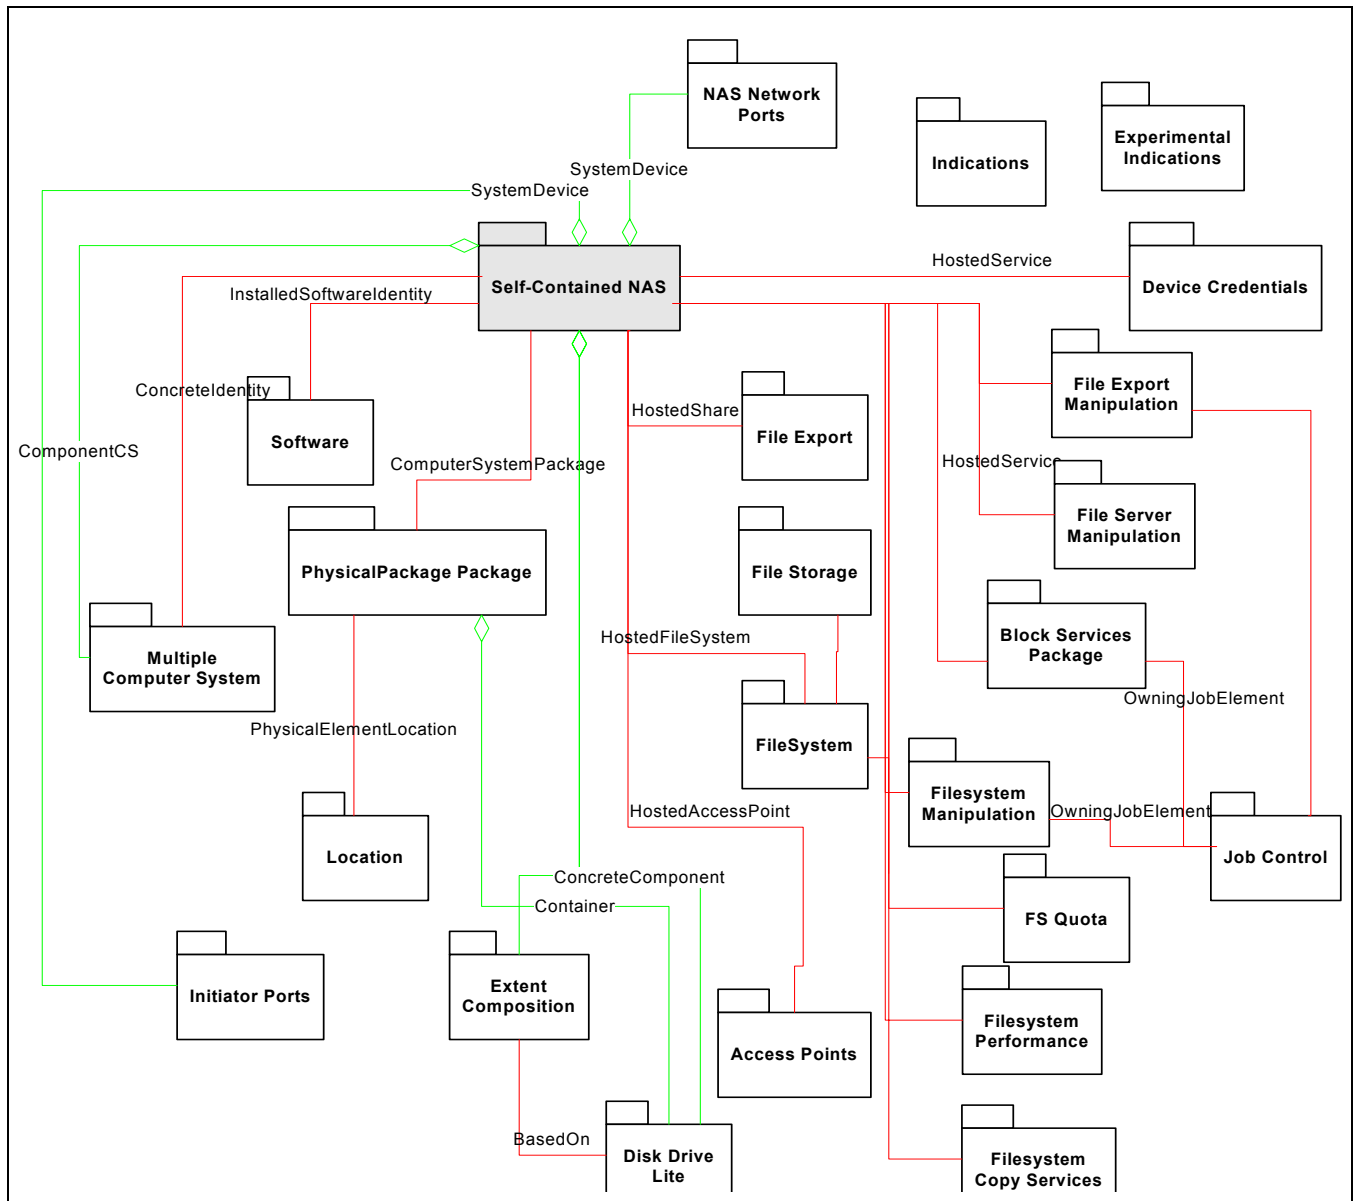 NAS Network
Ports
Indications
Experimental
Indications
SystemDevice
SystemDevice
HostedService
Self-Contained NAS
Device Credentials
InstalledSoftwareIdentity
ConcreteIdentity
HostedShare
File Export
Manipulation
Software
File Export
ComponentCS
ComputerSystemPackage
HostedService
File Server
Manipulation
PhysicalPackage Package
File Storage
HostedFileSystem
Block Services
Package
Multiple
Computer System
OwningJobElement
PhysicalElementLocation
FileSystem
Filesystem
Manipulation
HostedAccessPoint
OwningJobElement
Location
Job Control
ConcreteComponent
Container
FS Quota
Initiator Ports
Extent
Composition
Access Points
Filesystem
Performance
BasedOn
Disk Drive
Lite
Filesystem
Copy Services